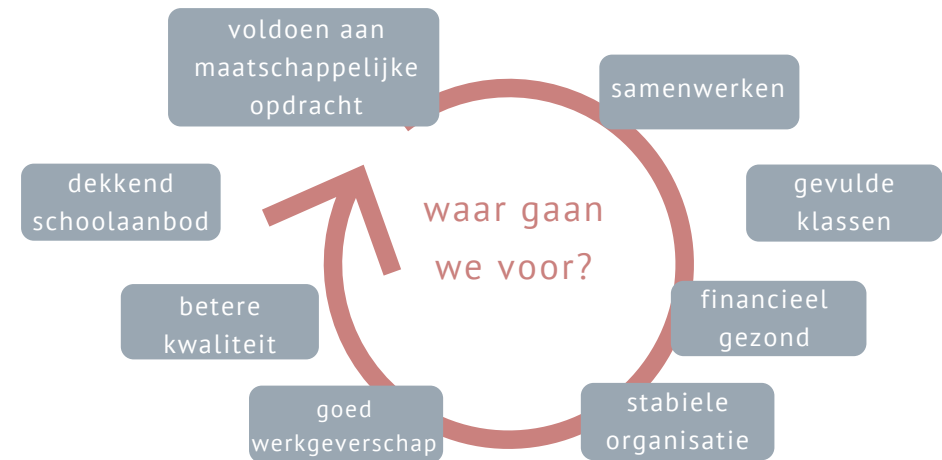 voldoen aan
maatschappelijke
opdracht
samenwerken
gevulde
klassen
financieel
gezond
stabiele
organisatie
goed
werkgeverschap
betere
kwaliteit
dekkend
schoolaanbod
waar gaan
we voor?